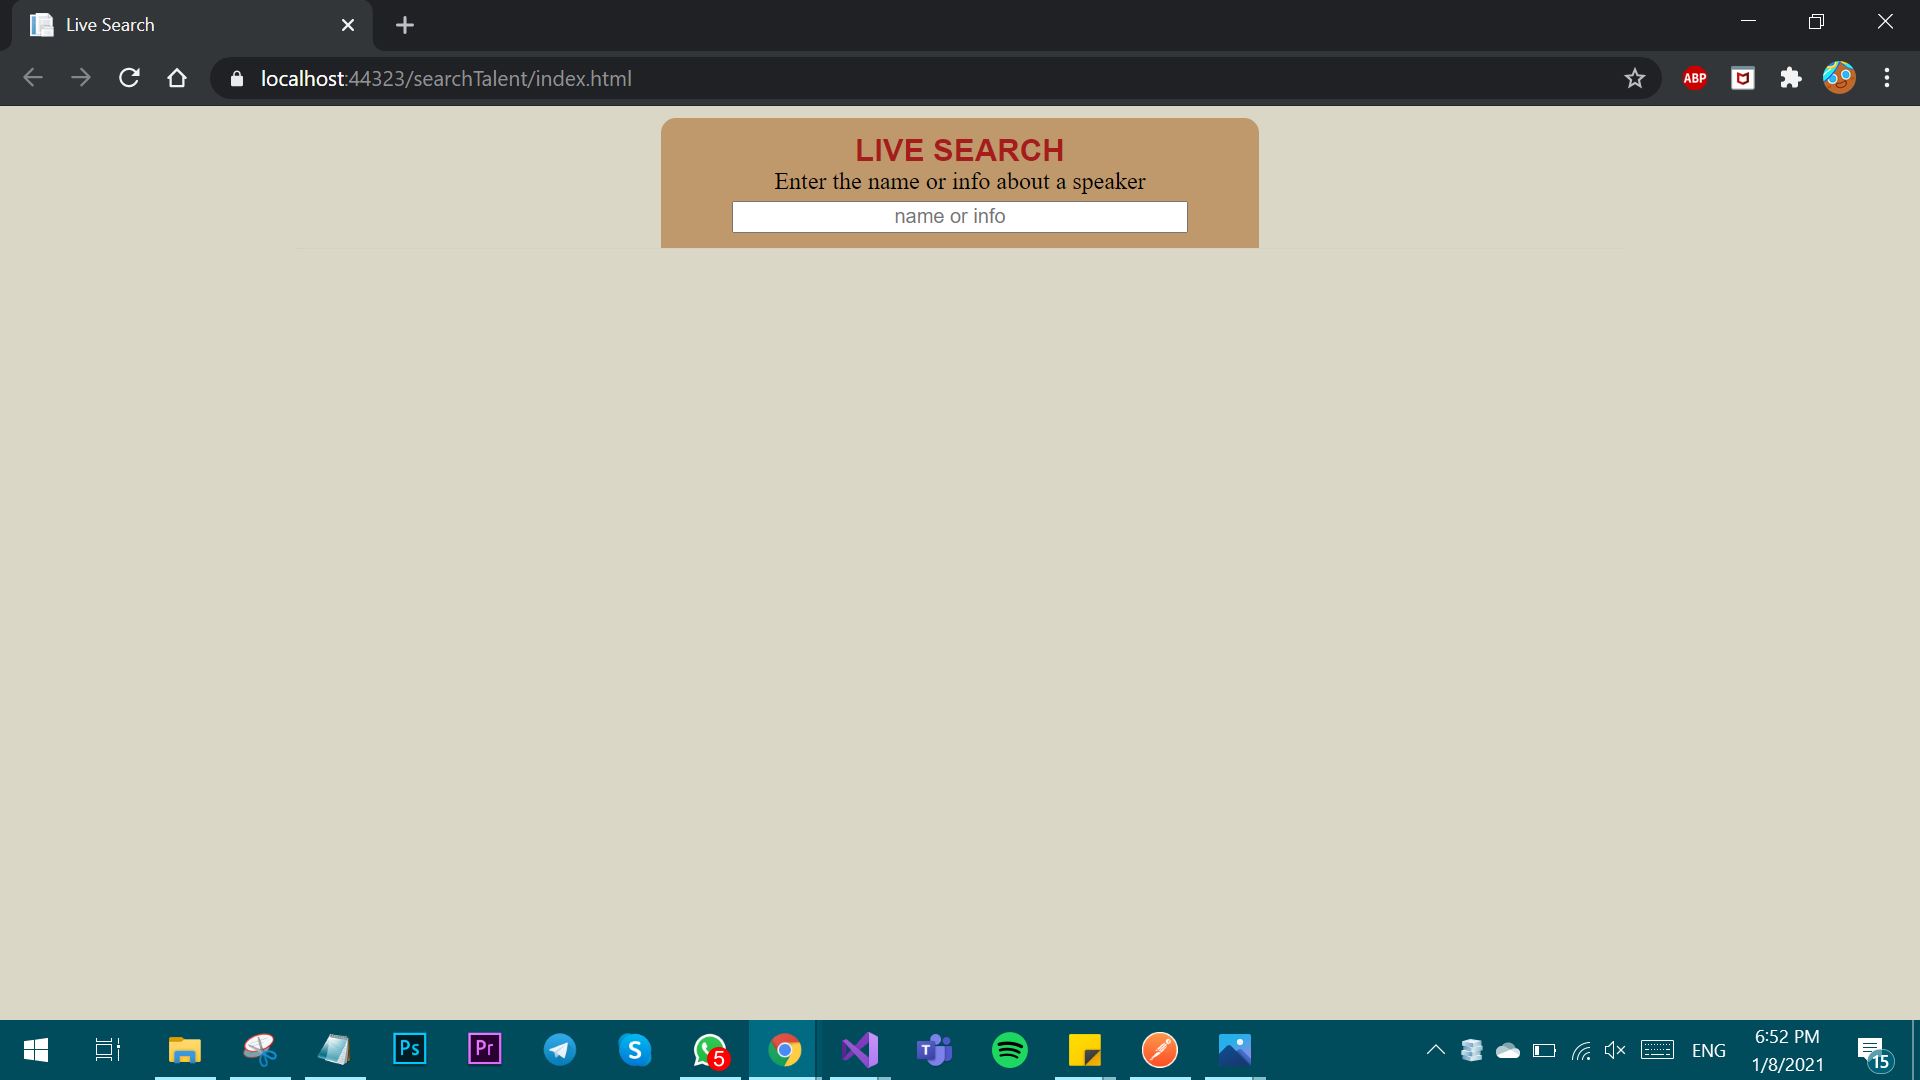 Live Search
localhost:44323/searchTalent/index.html
ABP
LIVE SEARCH
Enter the name or info about a speaker
name or info
Ps
Pr
S
5
T
ENG
6:52 PM
1/8/2021
15